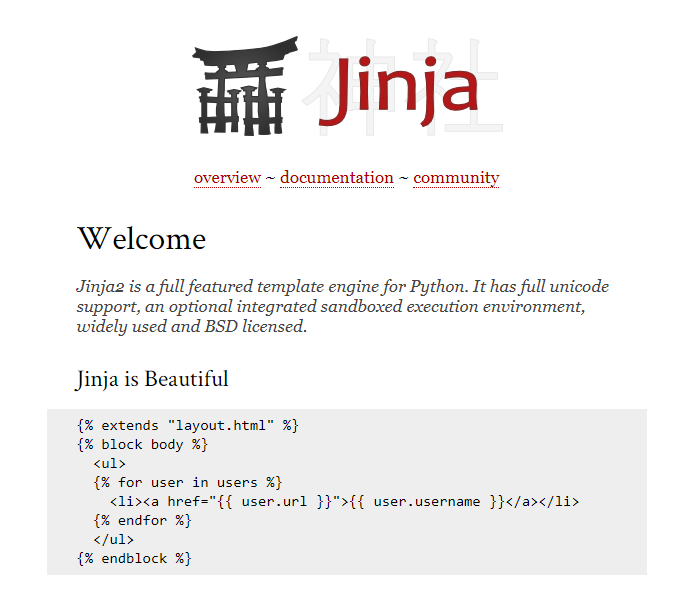 神社
Jinja
overview ~ documentation ~ community
Welcome
Jinja2 is a full featured template engine for Python. It has full unicode
support, an optional integrated sandboxed execution environment,
widely used and BSD licensed.
Jinja is Beautiful
{% extends "layout.html" %}
{% block body %}
  <ul>
  {% for user in users %}
    <li><a href="{{ user.url }}">{{ user.username }}</a></li>
  {% endfor %}
  </ul>
{% endblock %}